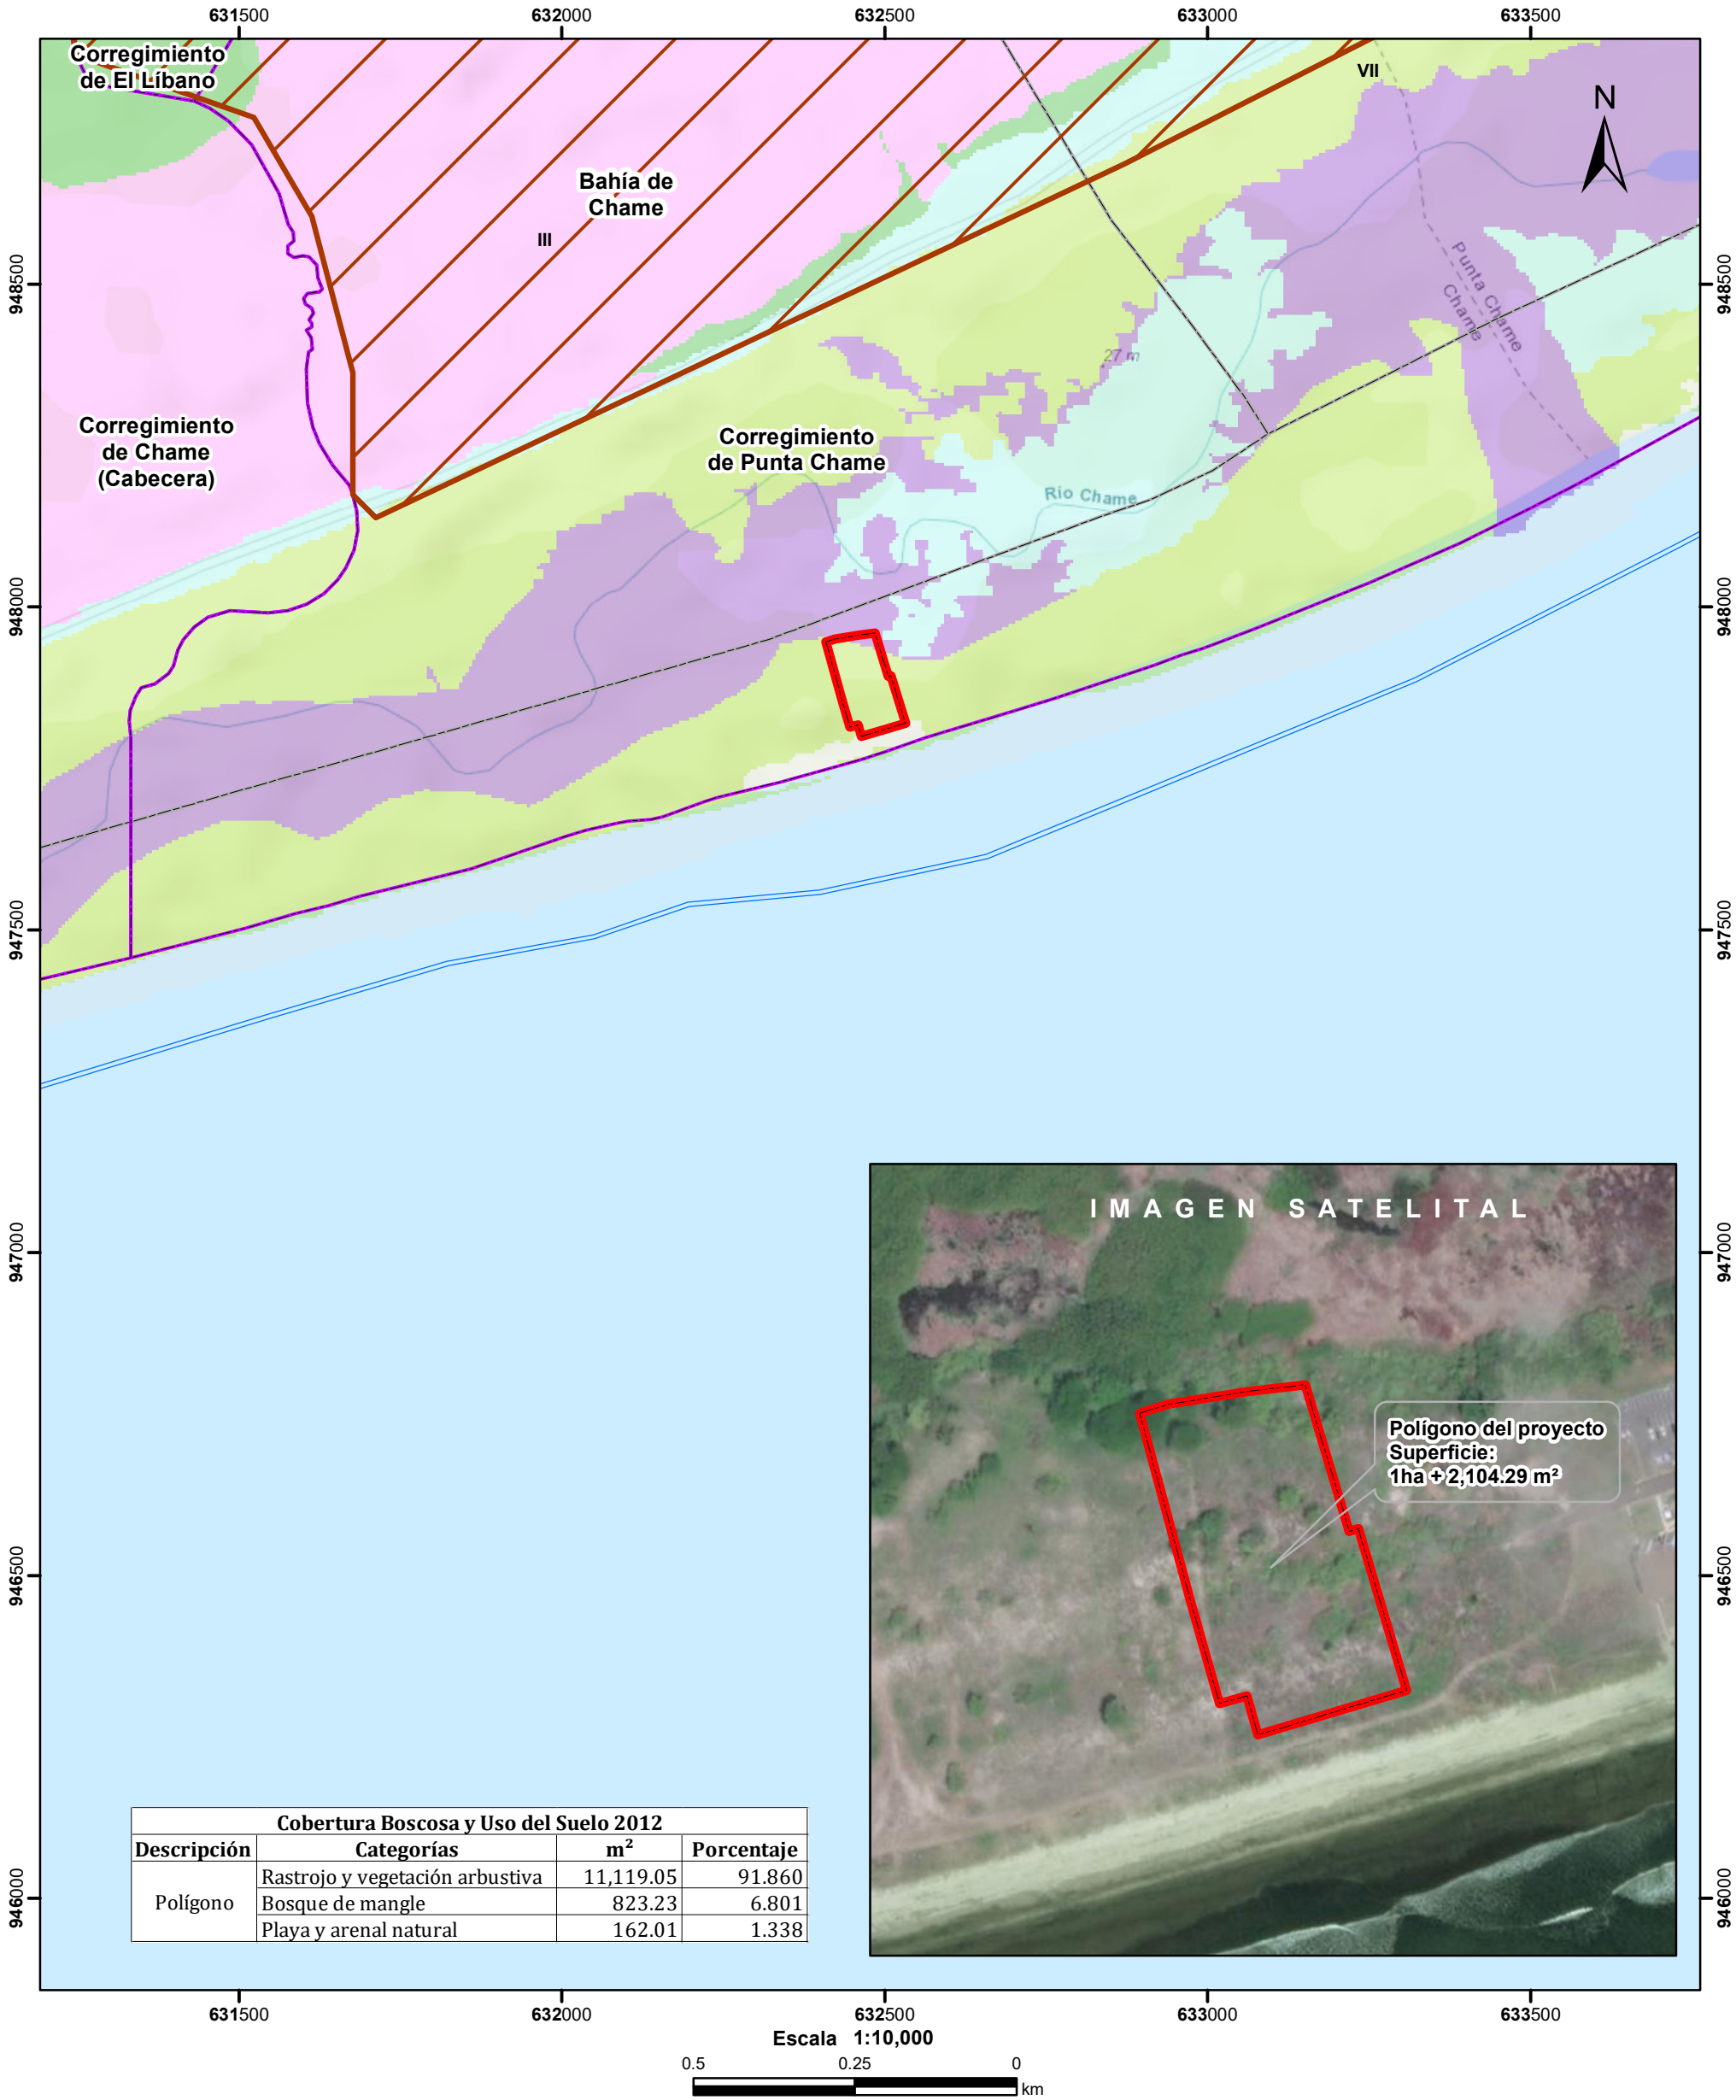 631500 632000 632500 633000 633500
Corregimiento
de El Líbano
VII
N
Bahía de
Chame
III
948500 948500
Punta Chame
Chame
27 m
Corregimiento
de Chame
(Cabecera)
Corregimiento
de Punta Chame
Rio Chame
948000 948000
947500 947500
IMAGEN SATELITAL
947000 947000
Polígono del proyecto
Superficie:
1ha + 2,104.29 m²
946500 946500
Cobertura Boscosa y Uso del Suelo 2012
Descripción Categorías m² Porcentaje
Polígono Rastrojo y vegetación arbustiva 11,119.05 91.860
Bosque de mangle 823.23 6.801
Playa y arenal natural 162.01 1.338
946000 946000
631500 632000 632500 633000 633500
Escala 1:10,000
0.5 0.25 0
km